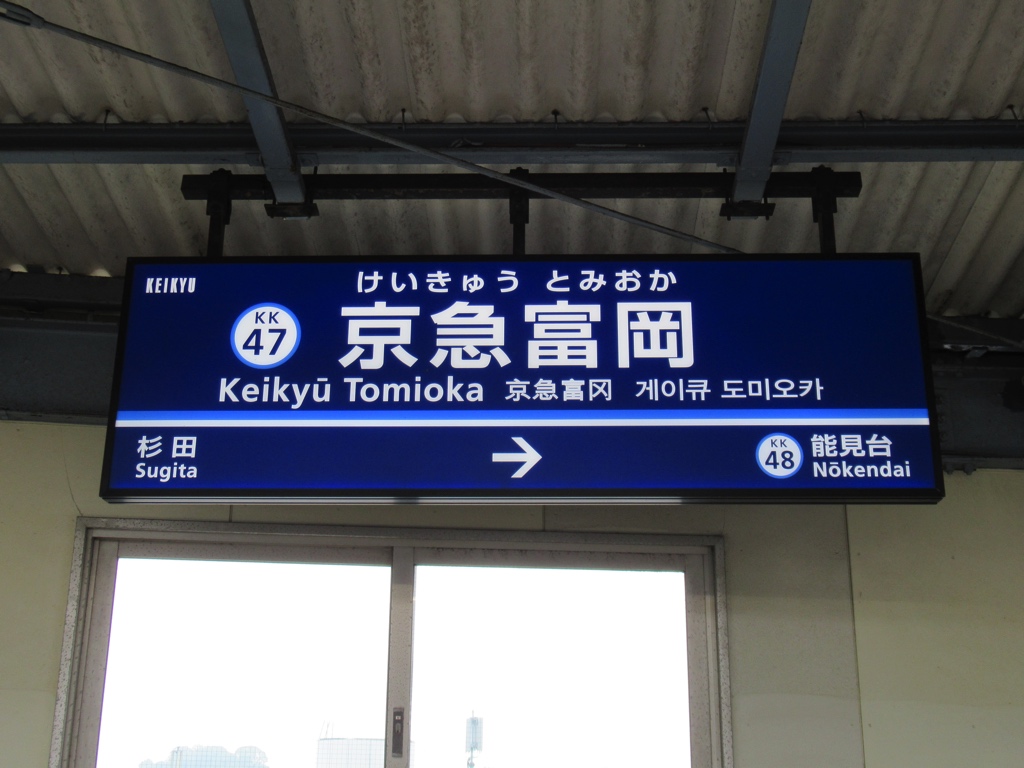 KEIKYU
けいきゅう とみおか
KK
47
京急富岡
Keikyū Tomioka 京急富冈 게이큐 도미오카
杉田
Sugita
→
KK
48
能見台
Nōkendai